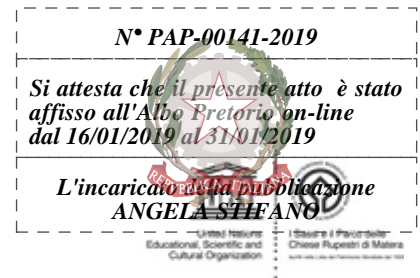 N° PAP-00141-2019
Si attesta che il presente atto è stato
affisso all'Albo Pretorio on-line
dal 16/01/2019 al 31/01/2019
L'incaricato della pubblicazione
ANGELA STIFANO
REPVBBLICA ITALIANA
United Nations
Educational, Scientific and
Cultural Organization
I Sassi e il Parco delle
Chiese Rupestri di Matera